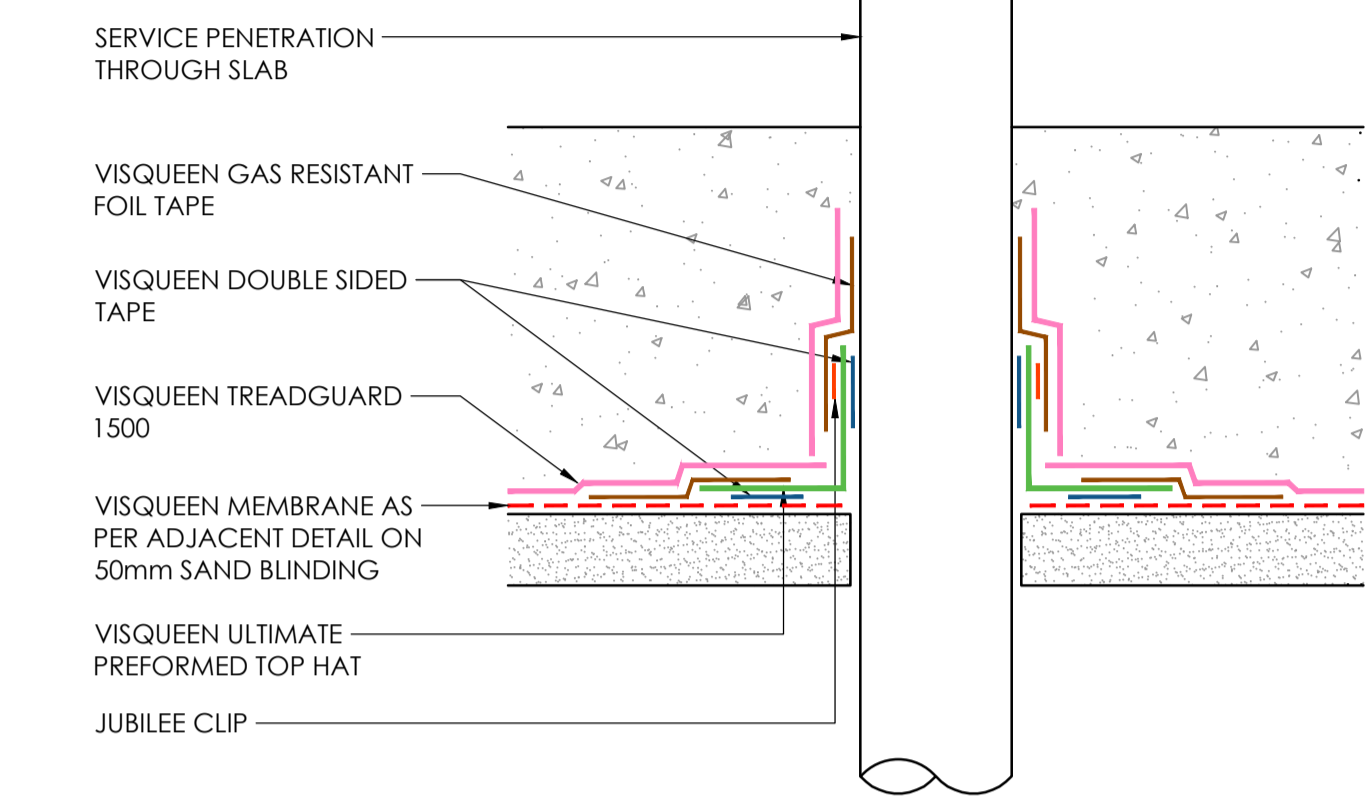 SERVICE PENETRATION
THROUGH SLAB
VISQUEEN GAS RESISTANT
FOIL TAPE
VISQUEEN DOUBLE SIDED
TAPE
VISQUEEN TREADGUARD
1500
VISQUEEN MEMBRANE AS
PER ADJACENT DETAIL ON
50mm SAND BLINDING
VISQUEEN ULTIMATE
PREFORMED TOP HAT
JUBILEE CLIP